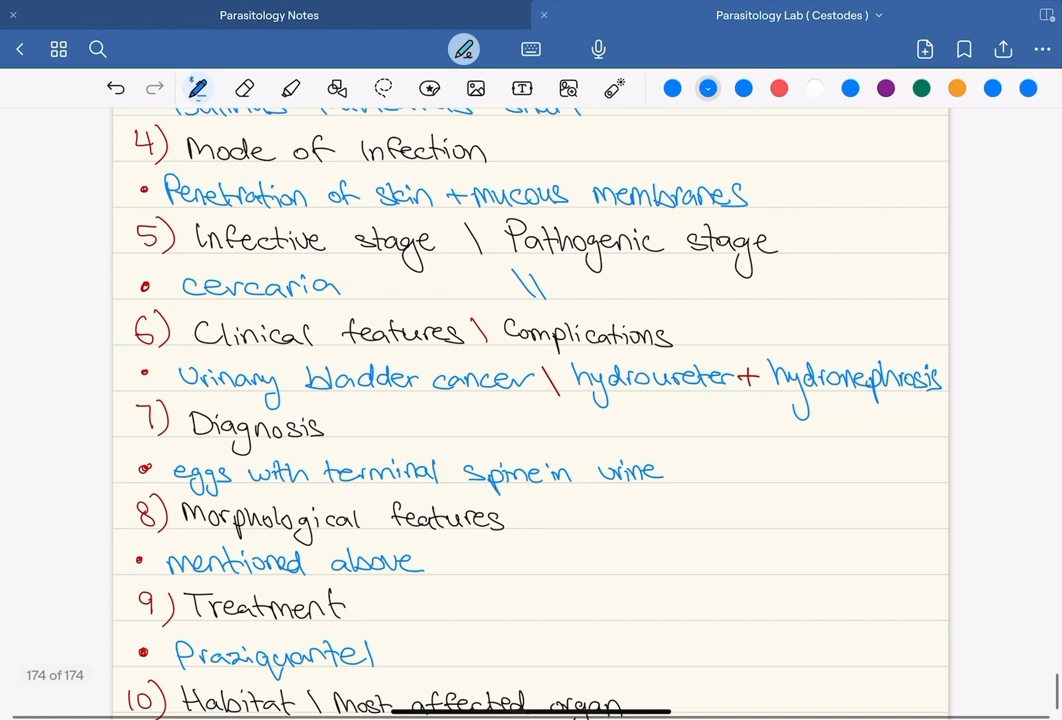 Parasitology Notes
Parasitology Lab ( Cestodes )
4) Mode of Infection
• Penetration of skin + mucous membranes
5) Infective stage \ Pathogenic stage
• cercaria \\
6) Clinical features \ Complications
• Urinary bladder cancer \ hydroureter + hydronephrosis
7) Diagnosis
• eggs with terminal spine in urine
8) Morphological features
• mentioned above
9) Treatment
• Praziquantel
174 of 174
10) Habitat \ Most affected organ